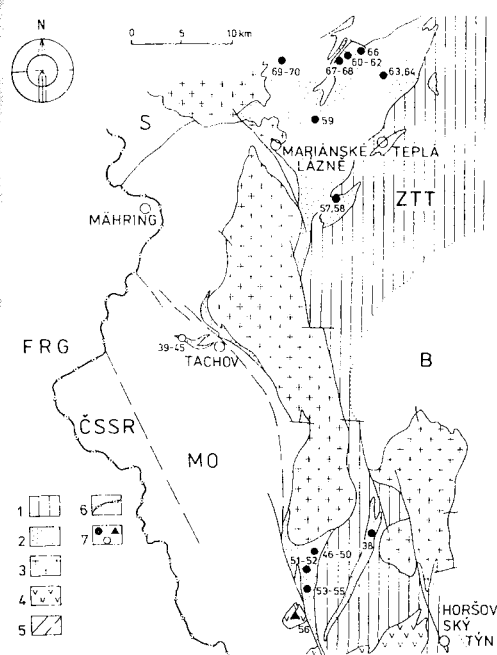 N
0 5 10 km
66
60-62
67-68
63,64
69-70
59
S
MARIÁNSKÉ
LÁZNĚ
TEPLÁ
ZTT
57,58
MÄHRING
FRG
39-45
TACHOV
B
ČSSR
MO
1
2
3
4
5
6
7
38
46-50
51-52
53-55
56
HORŠOV
SKÝ
TÝN